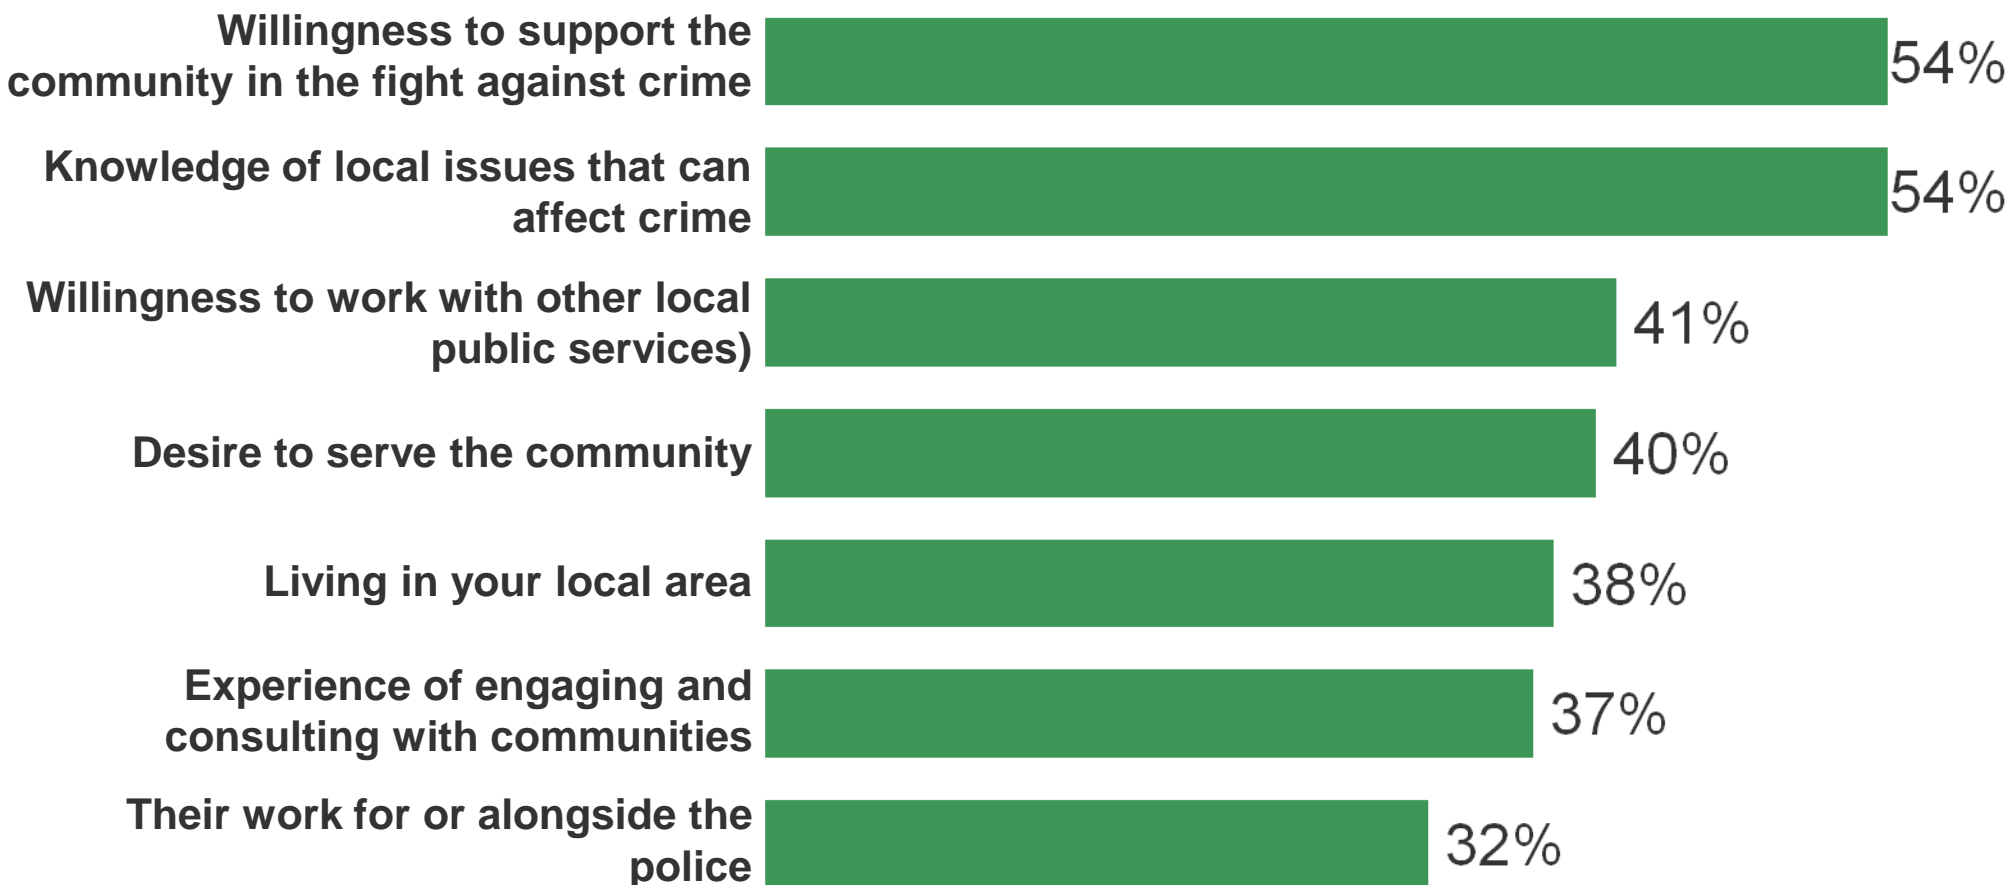 Willingness to support the
community in the fight against crime
54%
Knowledge of local issues that can
affect crime
54%
Willingness to work with other local
public services)
41%
Desire to serve the community
40%
Living in your local area
38%
Experience of engaging and
consulting with communities
37%
Their work for or alongside the
police
32%